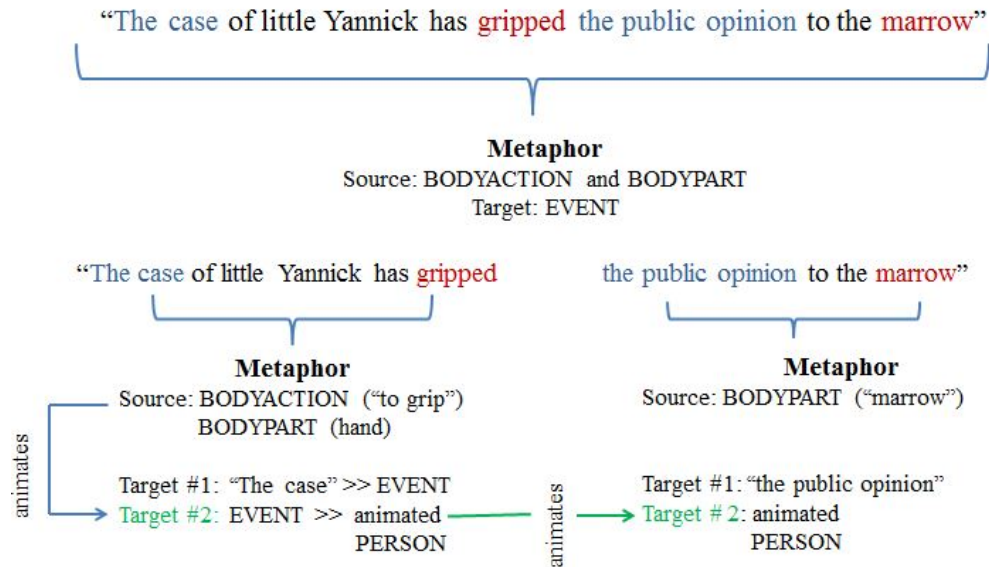 “The case of little Yannick has gripped the public opinion to the marrow”
Metaphor
Source: BODYACTION and BODYPART
Target: EVENT
“The case of little Yannick has gripped
Metaphor
Source: BODYACTION (“to grip”)
BODYPART (hand)
animates
Target #1: “The case” >> EVENT
Target #2: EVENT >> animated
PERSON
animates
the public opinion to the marrow”
Metaphor
Source: BODYPART (“marrow”)
Target #1: “the public opinion”
Target # 2: animated
PERSON